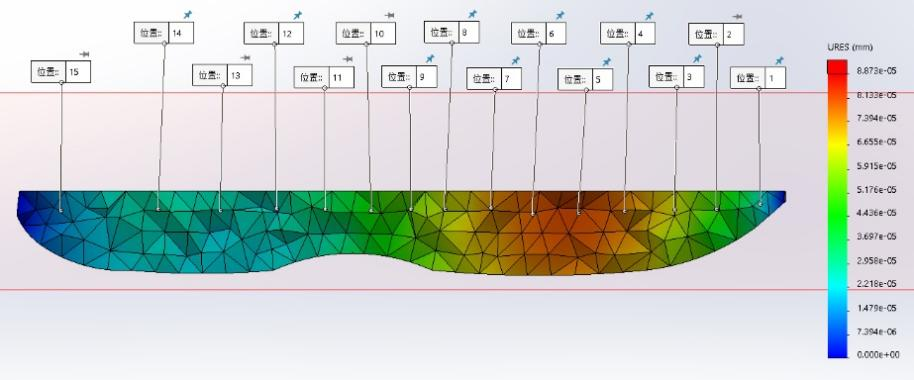 位置:: 14
位置:: 12
位置:: 10
位置:: 8
位置:: 6
位置:: 4
位置:: 2
位置:: 15
位置:: 13
位置:: 11
位置:: 9
位置:: 7
位置:: 5
位置:: 3
位置:: 1
URES (mm)
8.873e-05
8.133e-05
7.394e-05
6.655e-05
5.915e-05
5.176e-05
4.436e-05
3.697e-05
2.958e-05
2.218e-05
1.479e-05
7.394e-06
0.000e+00